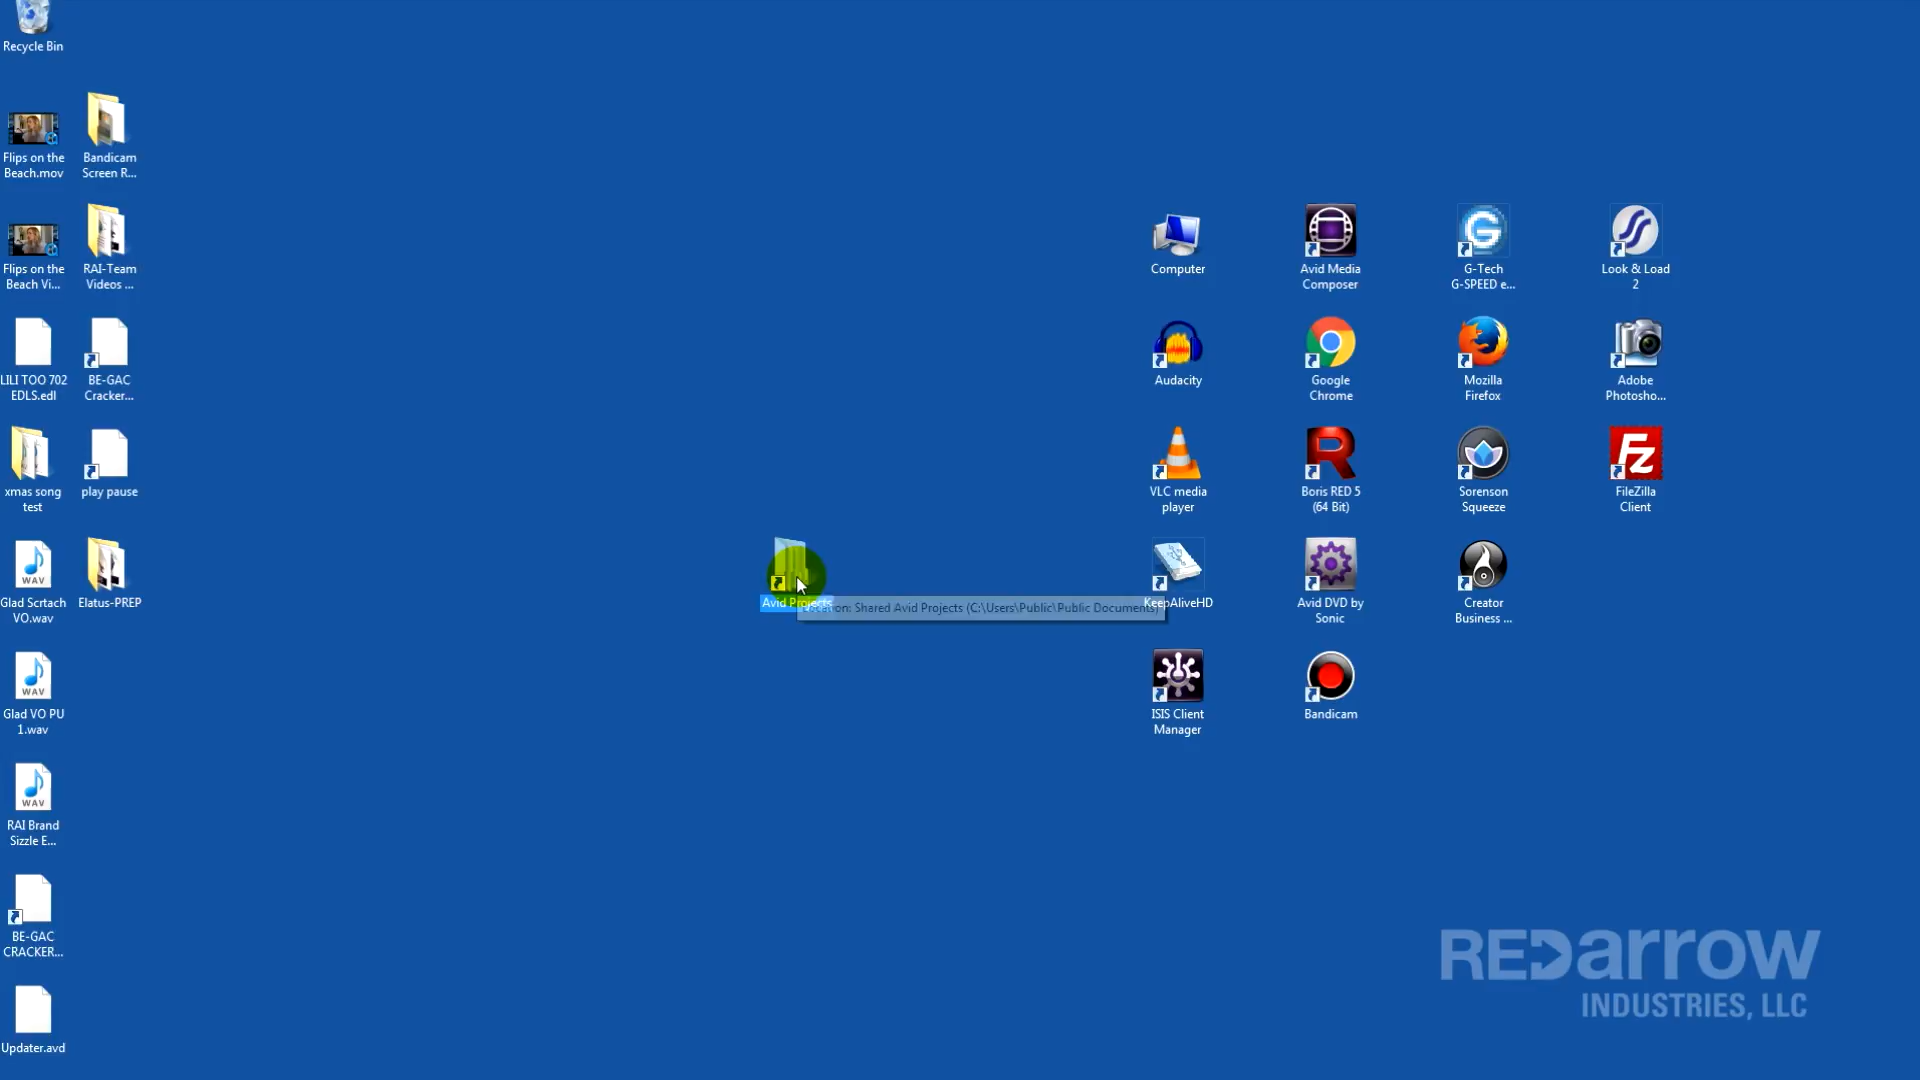 Recycle Bin
Flips on the
Beach.mov
Bandicam
Screen R...
Flips on the
Beach Vi...
RAI-Team
Videos ...
LILI TOO 702
EDLS.edl
BE-GAC
Cracker...
xmas song
test
play pause
Glad Scrtach
VO.wav
WAV
Elatus-PREP
Glad VO PU
1.wav
WAV
RAI Brand
Sizzle E...
WAV
BE-GAC
CRACKER...
Updater.avd
Avid Projects
Location: Shared Avid Projects (C:\Users\Public\Public Documents)
Computer
Avid Media
Composer
G-Tech
G-SPEED e...
Look & Load
2
Audacity
Google
Chrome
Mozilla
Firefox
Adobe
Photosho...
VLC media
player
Boris RED 5
(64 Bit)
Sorenson
Squeeze
Fz
FileZilla
Client
KeepAliveHD
Avid DVD by
Sonic
Creator
Business ...
ISIS Client
Manager
Bandicam
REDarrow
INDUSTRIES, LLC